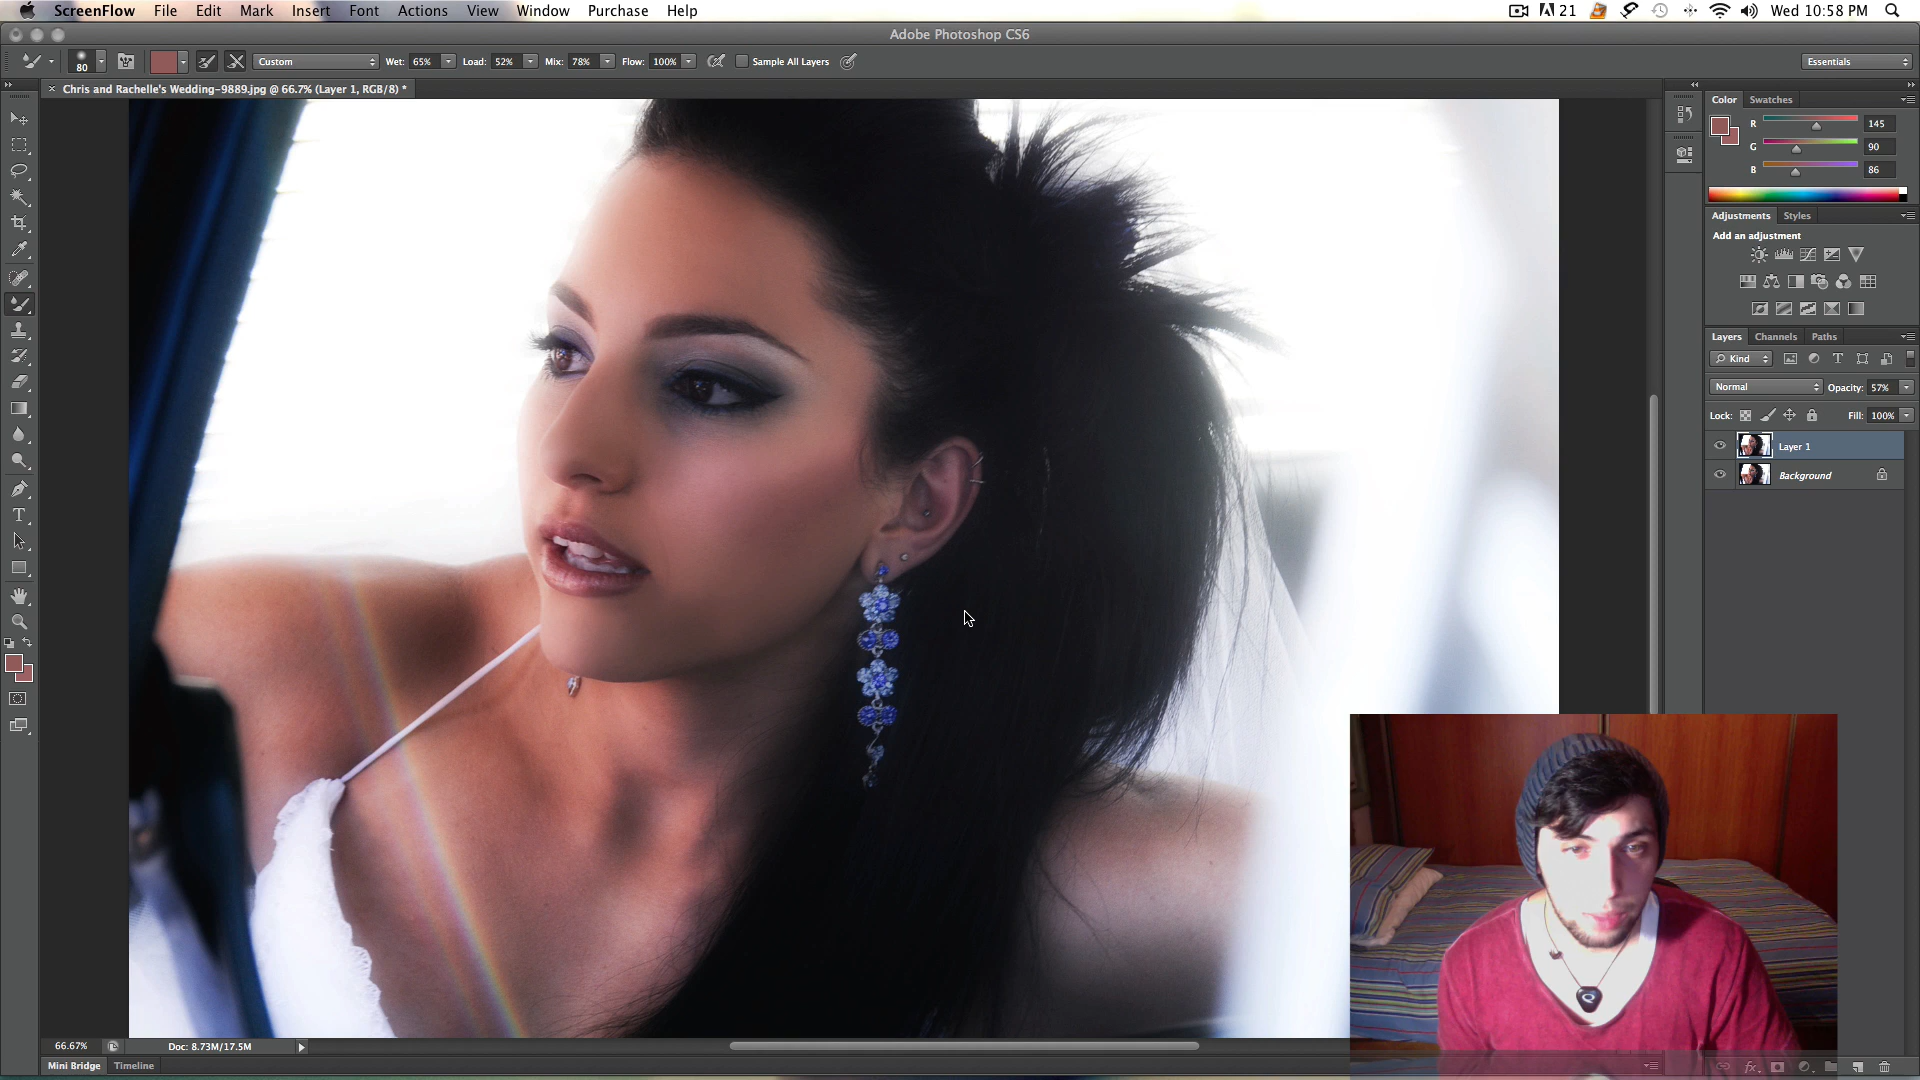 ScreenFlow File Edit Mark Insert Font Actions View Window Purchase Help 21 Wed 10:58 PM
Adobe Photoshop CS6
80 Custom Wet: 65% Load: 52% Mix: 78% Flow: 100% Sample All Layers Essentials
× Chris and Rachelle's Wedding-9889.jpg @ 66.7% (Layer 1, RGB/8) *
Color Swatches
R 145
G 90
B 86
Adjustments Styles
Add an adjustment
Layers Channels Paths
Kind T
Normal Opacity: 57%
Lock: Fill: 100%
Layer 1
Background
T
66.67% Doc: 8.73M/17.5M
Mini Bridge Timeline
fx